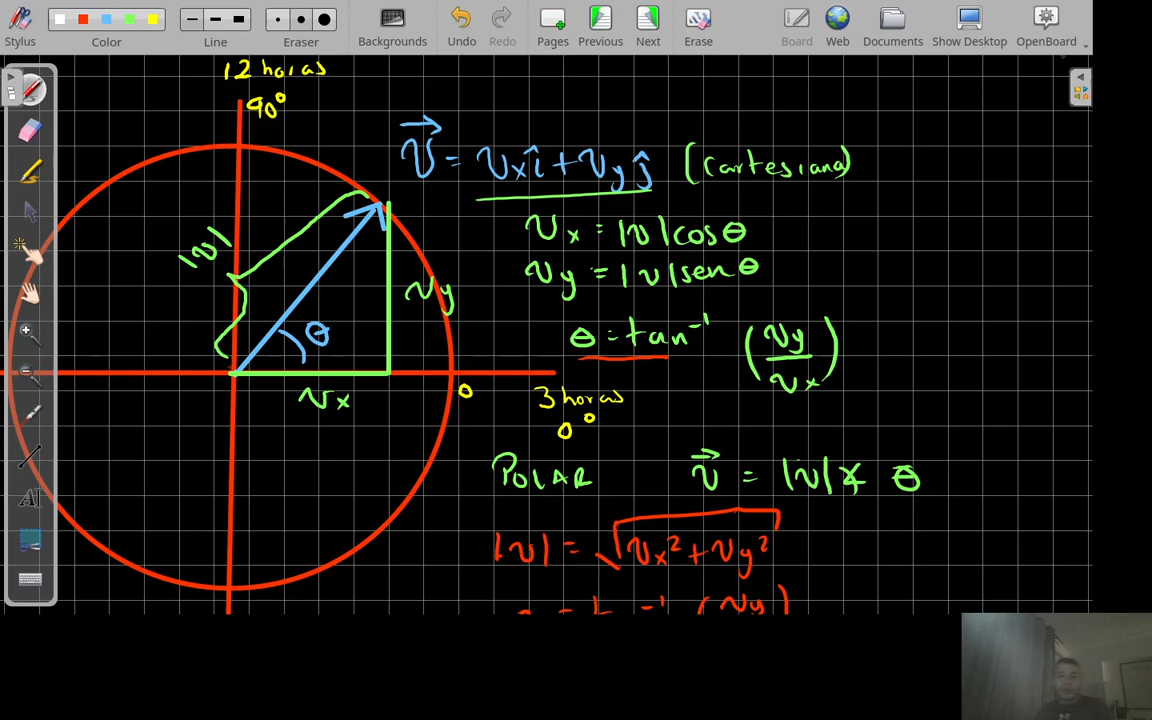 Stylus Color Line Eraser Backgrounds Undo Redo Pages Previous Next Erase Board Web Documents Show Desktop OpenBoard
12 horas
90°
v⃗ = vxî + vyĵ (cartesiana)
vx = |v|cosθ
|v|
vy = |v|senθ
vy
θ
θ = tan⁻¹ (vy/vx)
vx
0
3 horas
0°
POLAR v⃗ = |v|∡ θ
|v| = √vx² + vy²